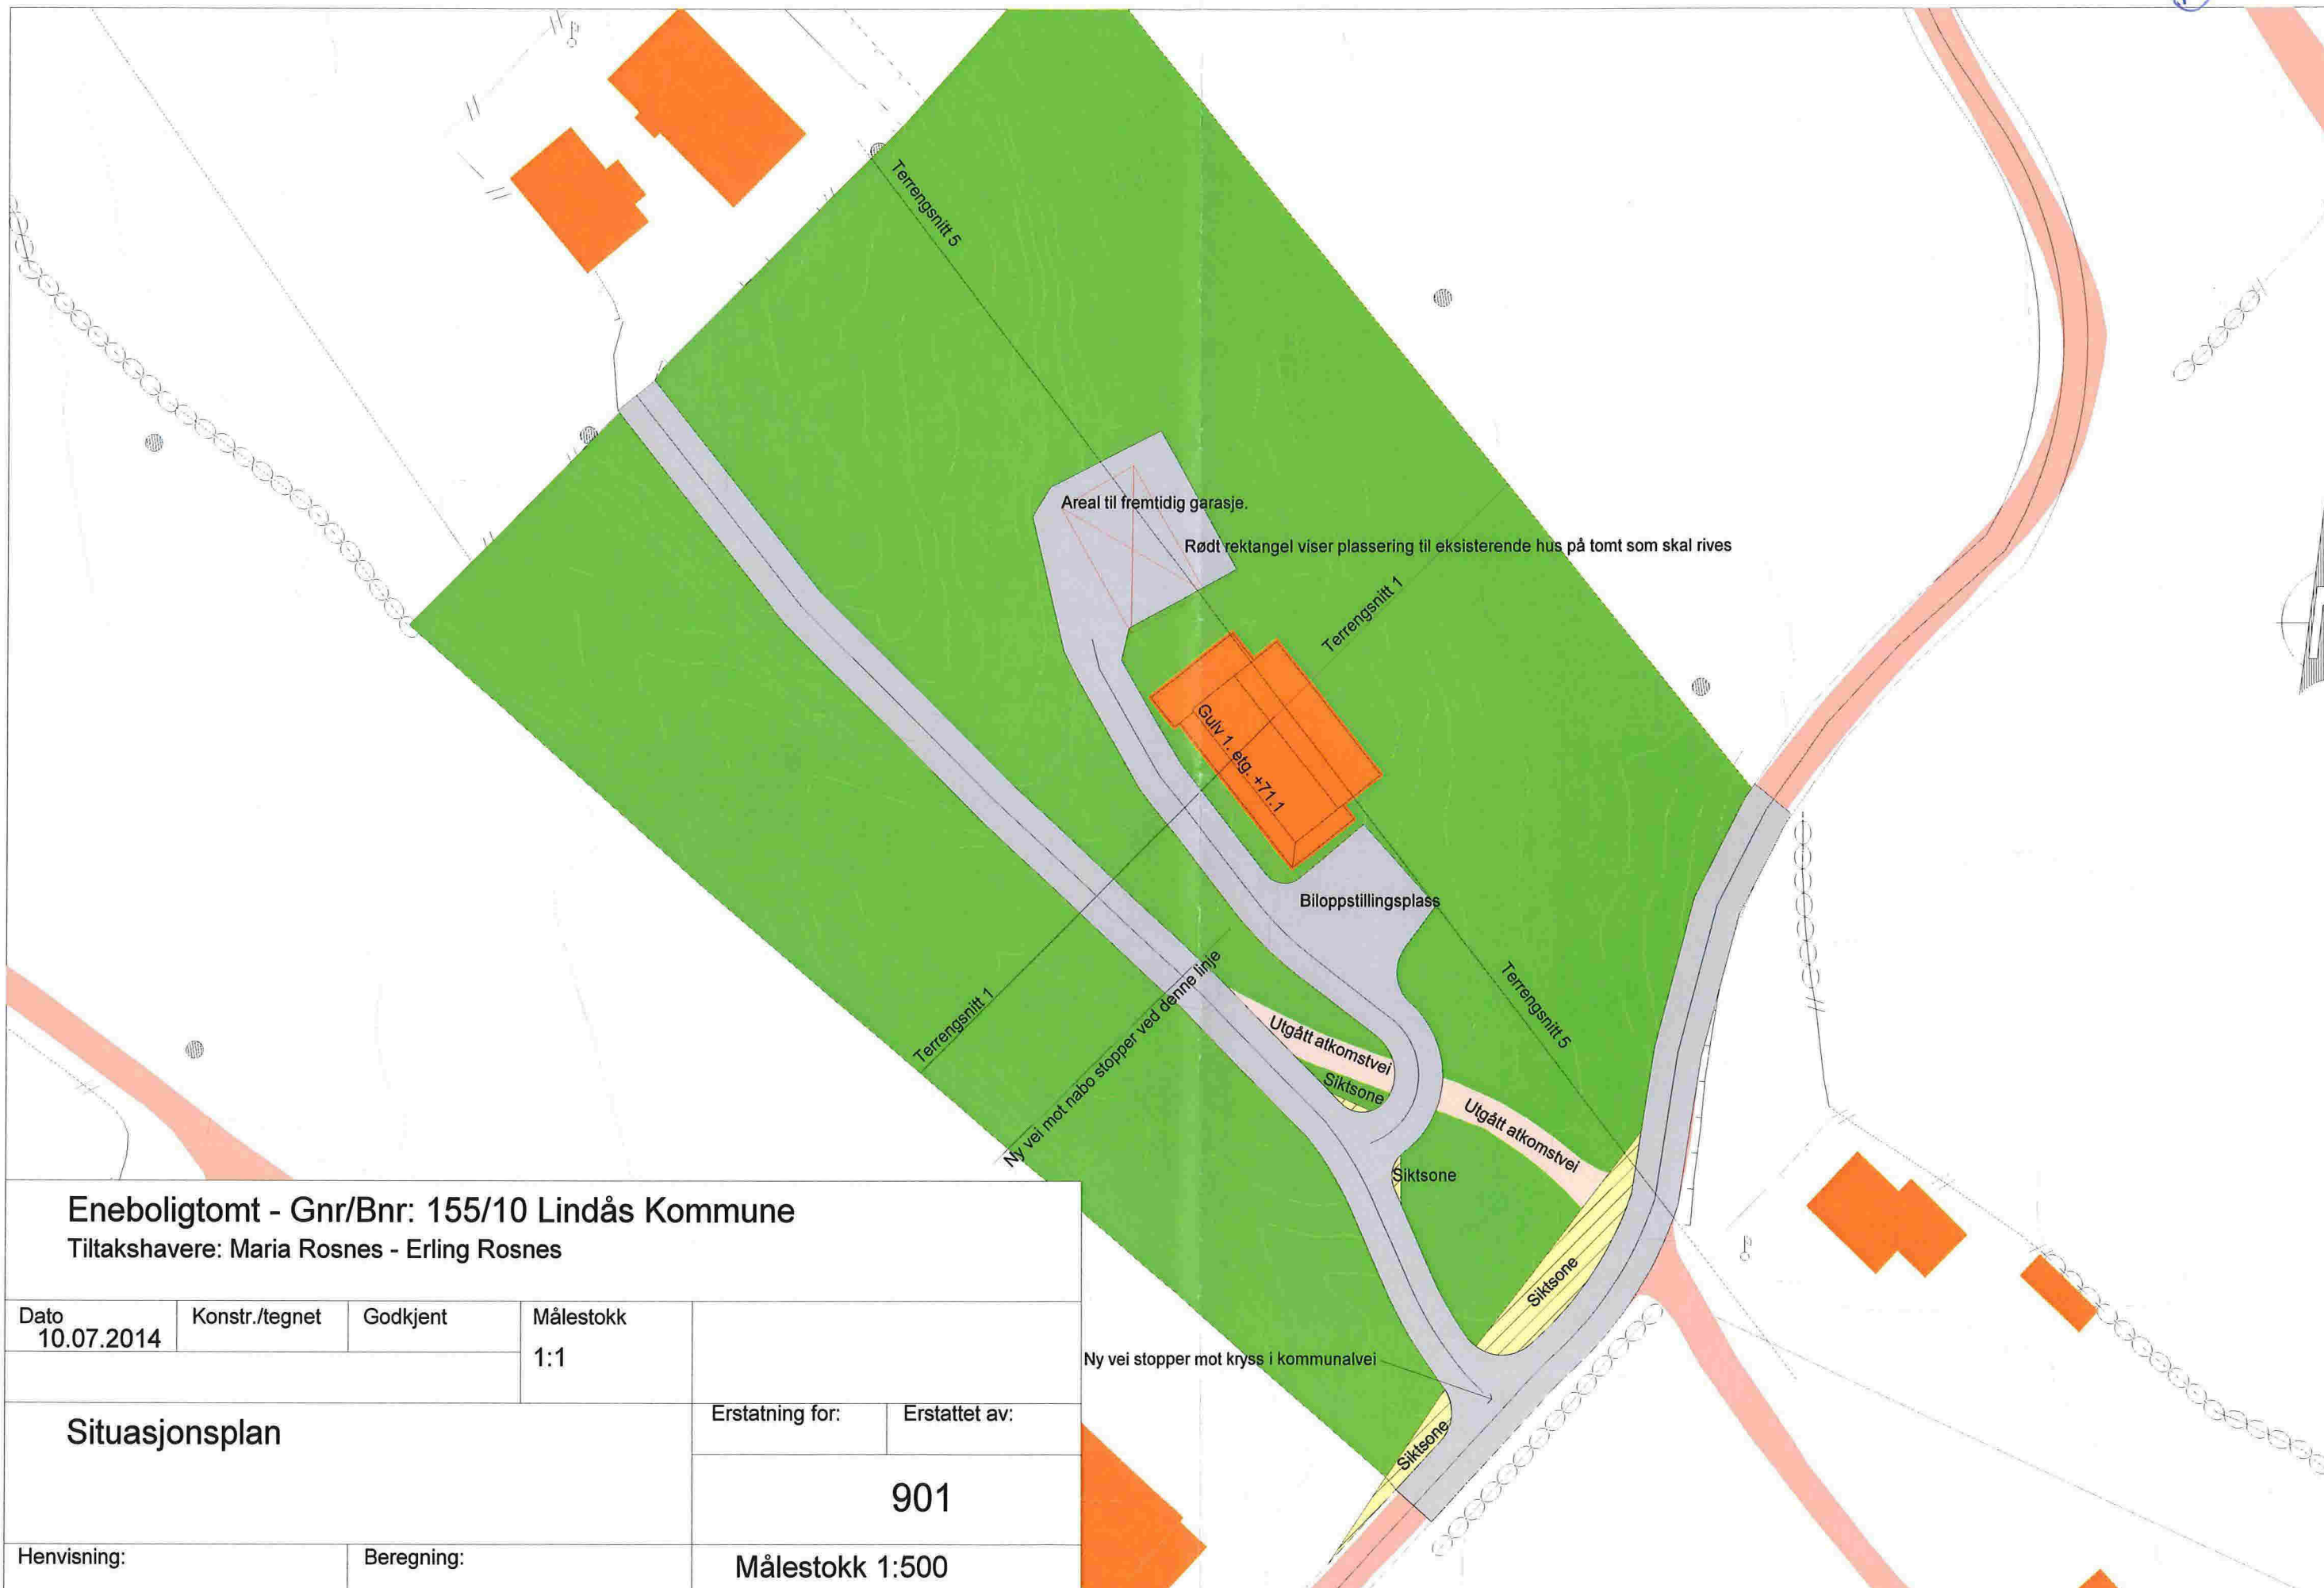 Terrengsnitt 5
Areal til fremtidig garasje.
Rødt rektangel viser plassering til eksisterende hus på tomt som skal rives
Terrengsnitt 1
Gulv 1. etg. +71.1
Biloppstillingsplass
Terrengsnitt 1
Ny vei mot nabo stopper ved denne linje
Terrengsnitt 5
Utgått atkomstvei
Siktsone
Utgått atkomstvei
Siktsone
Siktsone
Ny vei stopper mot kryss i kommunalvei
Siktsone
Eneboligtomt - Gnr/Bnr: 155/10 Lindås Kommune
Tiltakshavere: Maria Rosnes - Erling Rosnes
Dato
10.07.2014
Konstr./tegnet
Godkjent
Målestokk
1:1
Situasjonsplan
Erstatning for:
Erstattet av:
901
Henvisning:
Beregning:
Målestokk 1:500